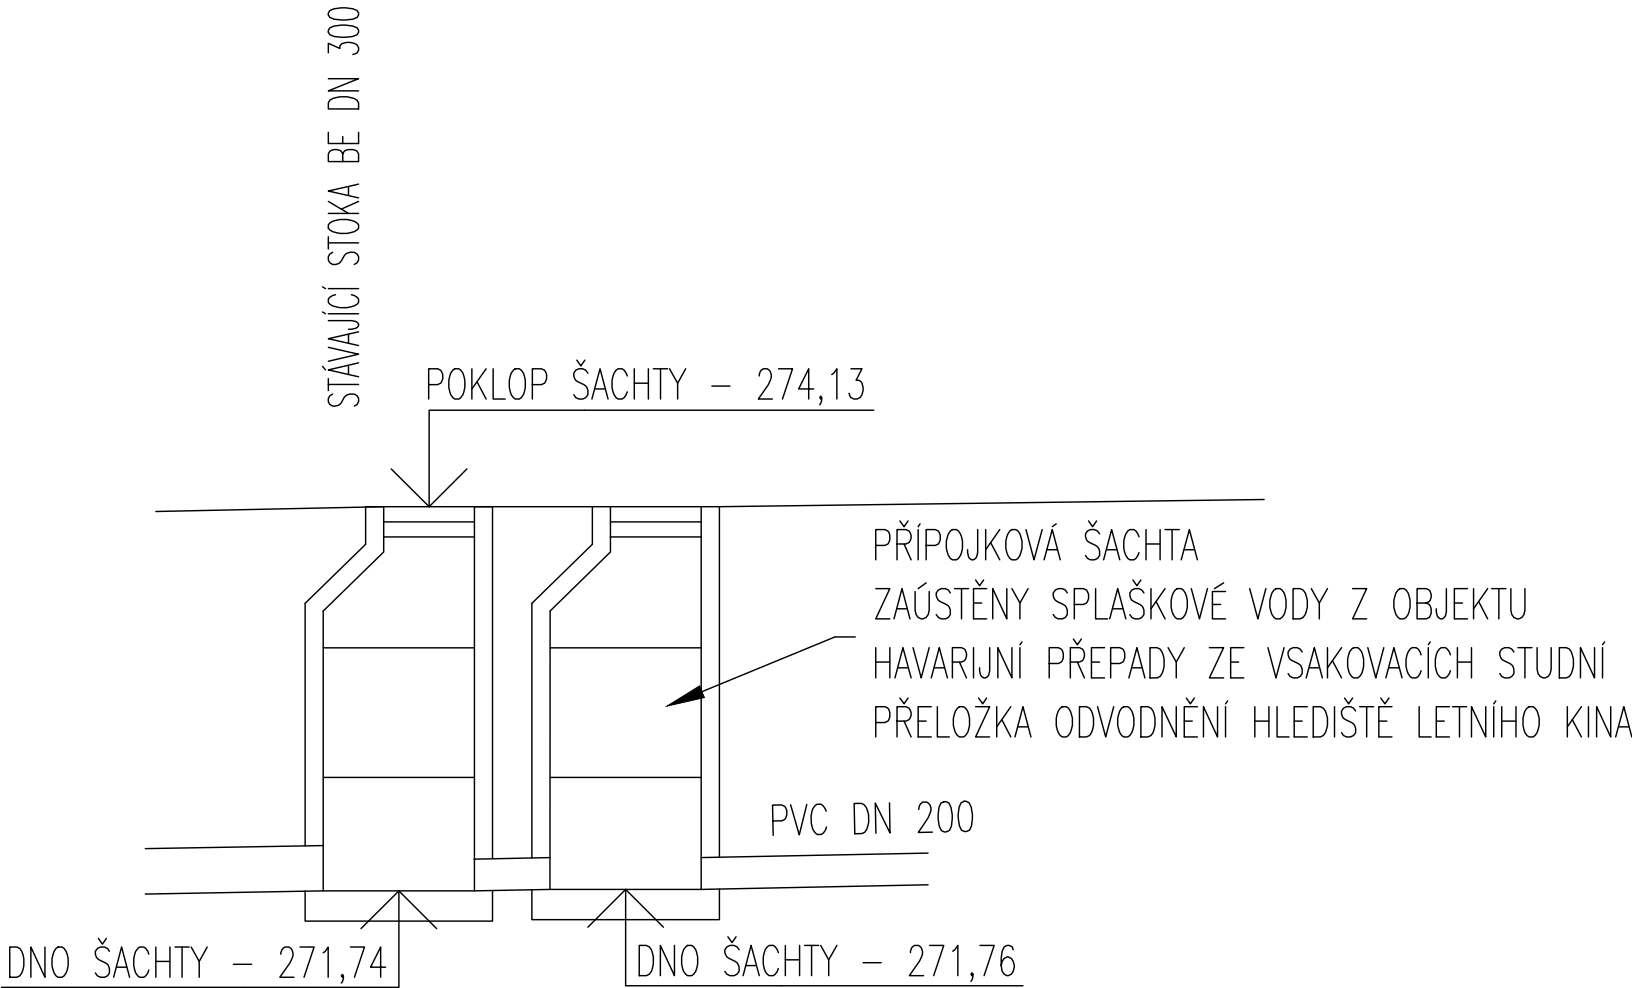 STÁVAJÍCÍ STOKA BE DN 300
POKLOP ŠACHTY – 274,13
PŘÍPOJKOVÁ ŠACHTA
ZAÚSTĚNY SPLAŠKOVÉ VODY Z OBJEKTU
HAVARIJNÍ PŘEPADY ZE VSAKOVACÍCH STUDNÍ
PŘELOŽKA ODVODNĚNÍ HLEDIŠTĚ LETNÍHO KINA
PVC DN 200
DNO ŠACHTY – 271,74
DNO ŠACHTY – 271,76